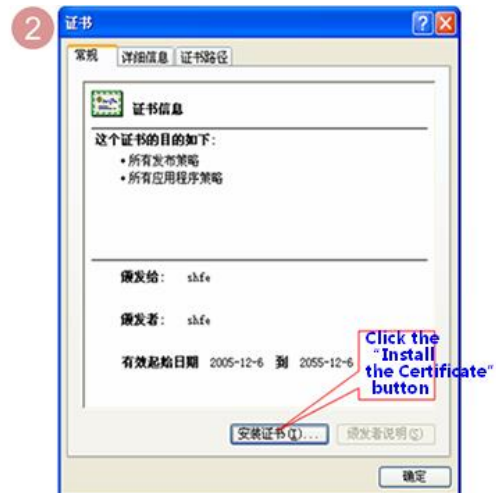 2
证书
常规 详细信息 证书路径
证书信息
这个证书的目的如下:
•所有发布策略
•所有应用程序策略
颁发给: shfe
颁发者: shfe
有效起始日期 2005-12-6 到 2055-12-6
Click the
"Install
the Certificate"
button
安装证书(I)... 颁发者说明(S)
确定